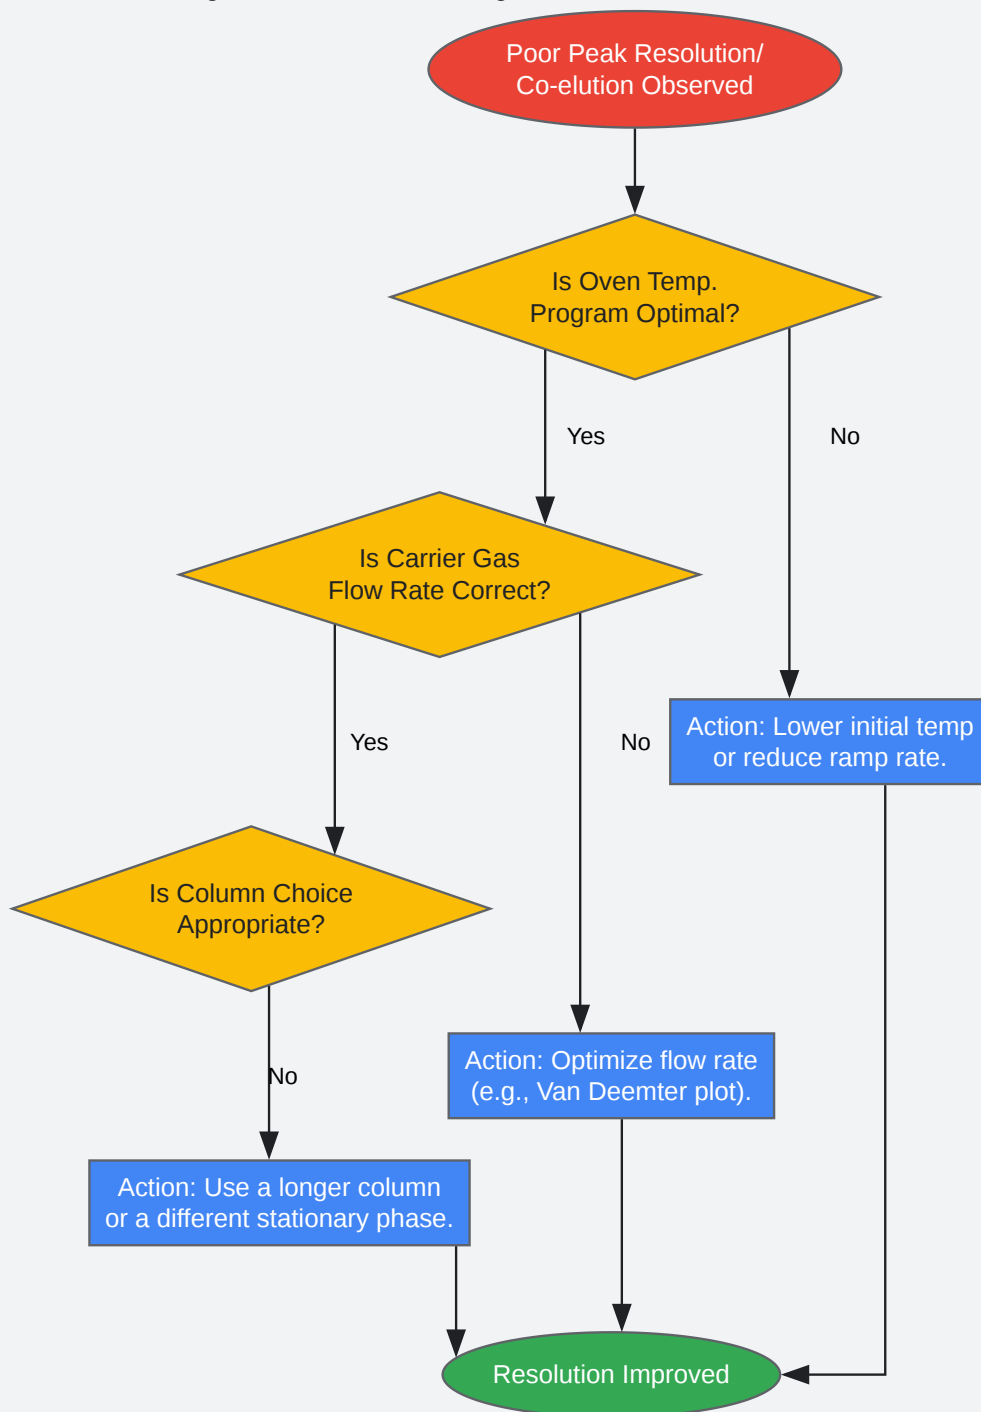 Poor Peak Resolution/
Co-elution Observed
Is Oven Temp.
Program Optimal?
Yes
No
Is Carrier Gas
Flow Rate Correct?
Action: Lower initial temp
or reduce ramp rate.
Yes
No
Is Column Choice
Appropriate?
Action: Optimize flow rate
(e.g., Van Deemter plot).
No
Action: Use a longer column
or a different stationary phase.
Resolution Improved